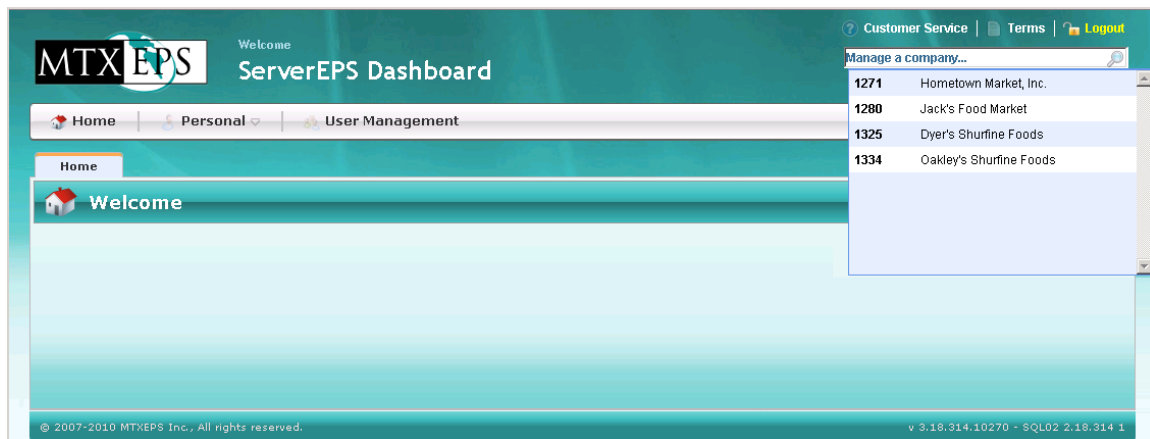 Customer Service | Terms | Logout
MTX EPS
Welcome
ServerEPS Dashboard
Manage a company...
1271 Hometown Market, Inc.
1280 Jack's Food Market
1325 Dyer's Shurfine Foods
1334 Oakley's Shurfine Foods
Home | Personal | User Management
Home
Welcome
© 2007-2010 MTXEPS Inc., All rights reserved.
v 3.18.314.10270 - SQL02 2.18.314 1